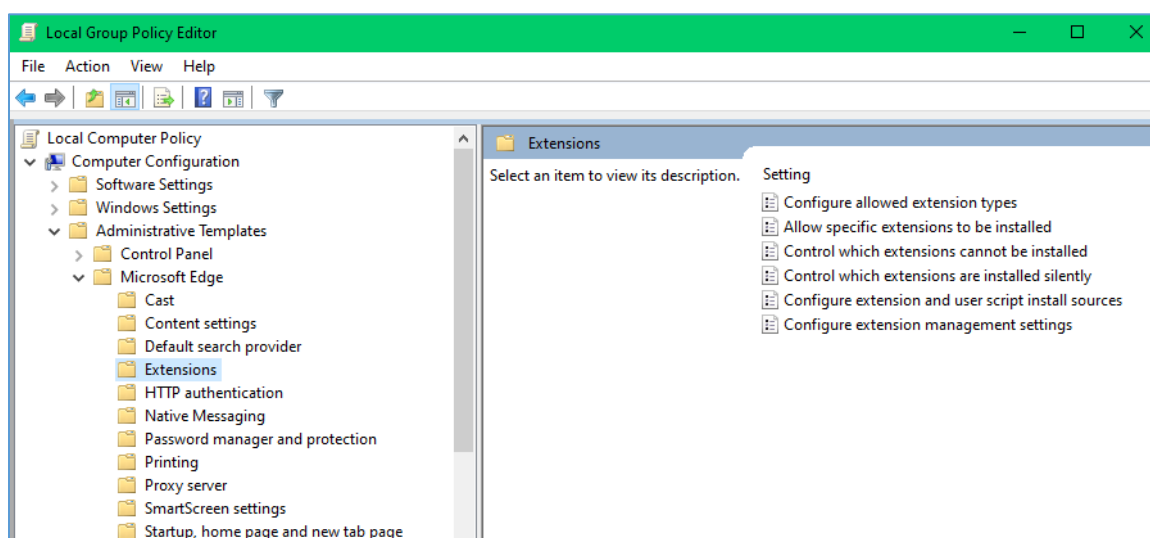 Local Group Policy Editor
File Action View Help
Local Computer Policy
Computer Configuration
Software Settings
Windows Settings
Administrative Templates
Control Panel
Microsoft Edge
Cast
Content settings
Default search provider
Extensions
HTTP authentication
Native Messaging
Password manager and protection
Printing
Proxy server
SmartScreen settings
Startup, home page and new tab page
Extensions
Select an item to view its description.
Setting
Configure allowed extension types
Allow specific extensions to be installed
Control which extensions cannot be installed
Control which extensions are installed silently
Configure extension and user script install sources
Configure extension management settings